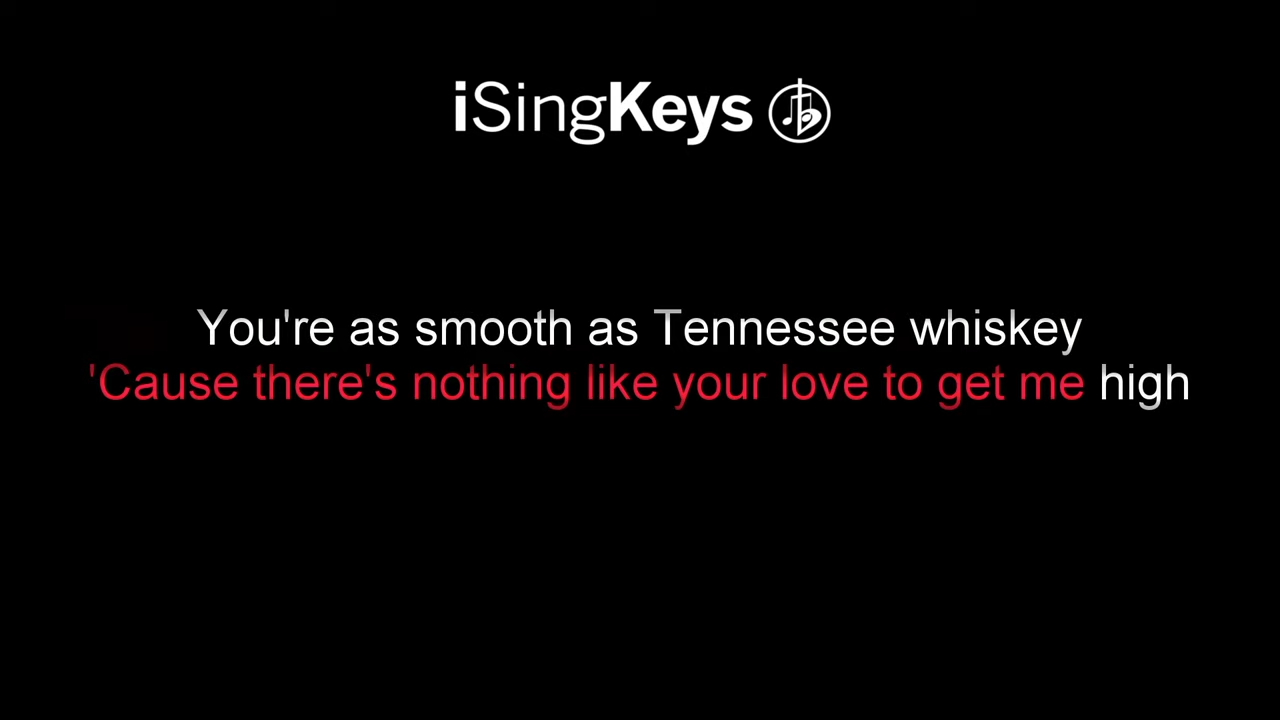 iSingKeys
You're as smooth as Tennessee whiskey
'Cause there's nothing like your love to get me high